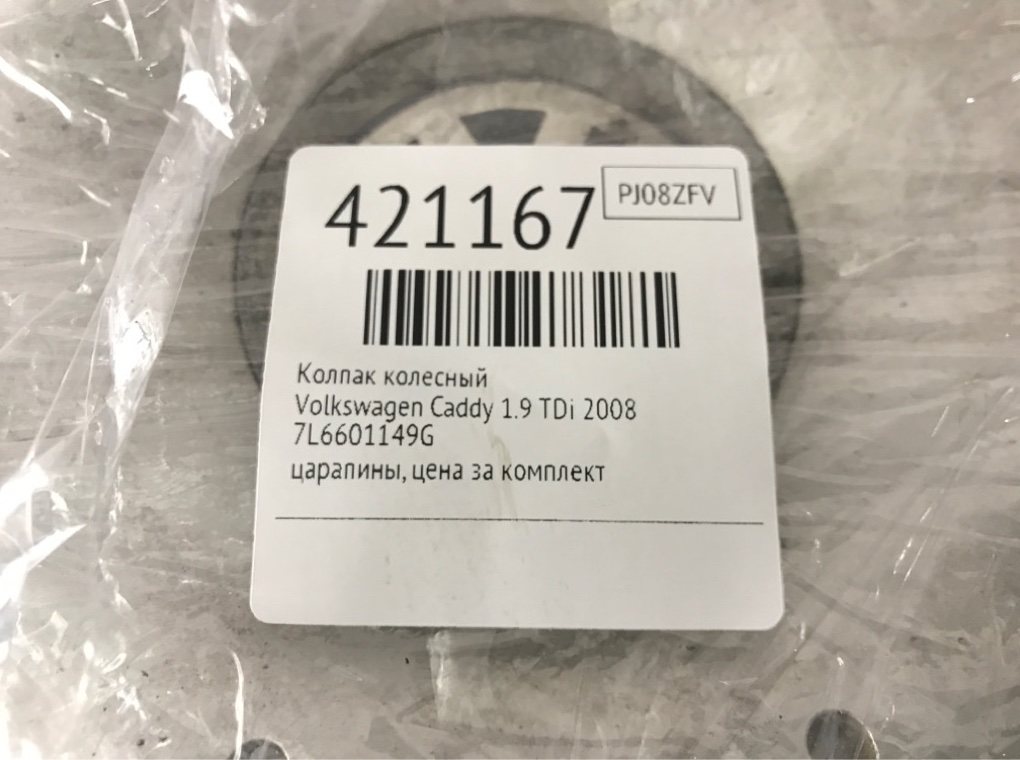 421167
PJ08ZFV
Колпак колесный
Volkswagen Caddy 1.9 TDi 2008
7L6601149G
царапины, цена за комплект